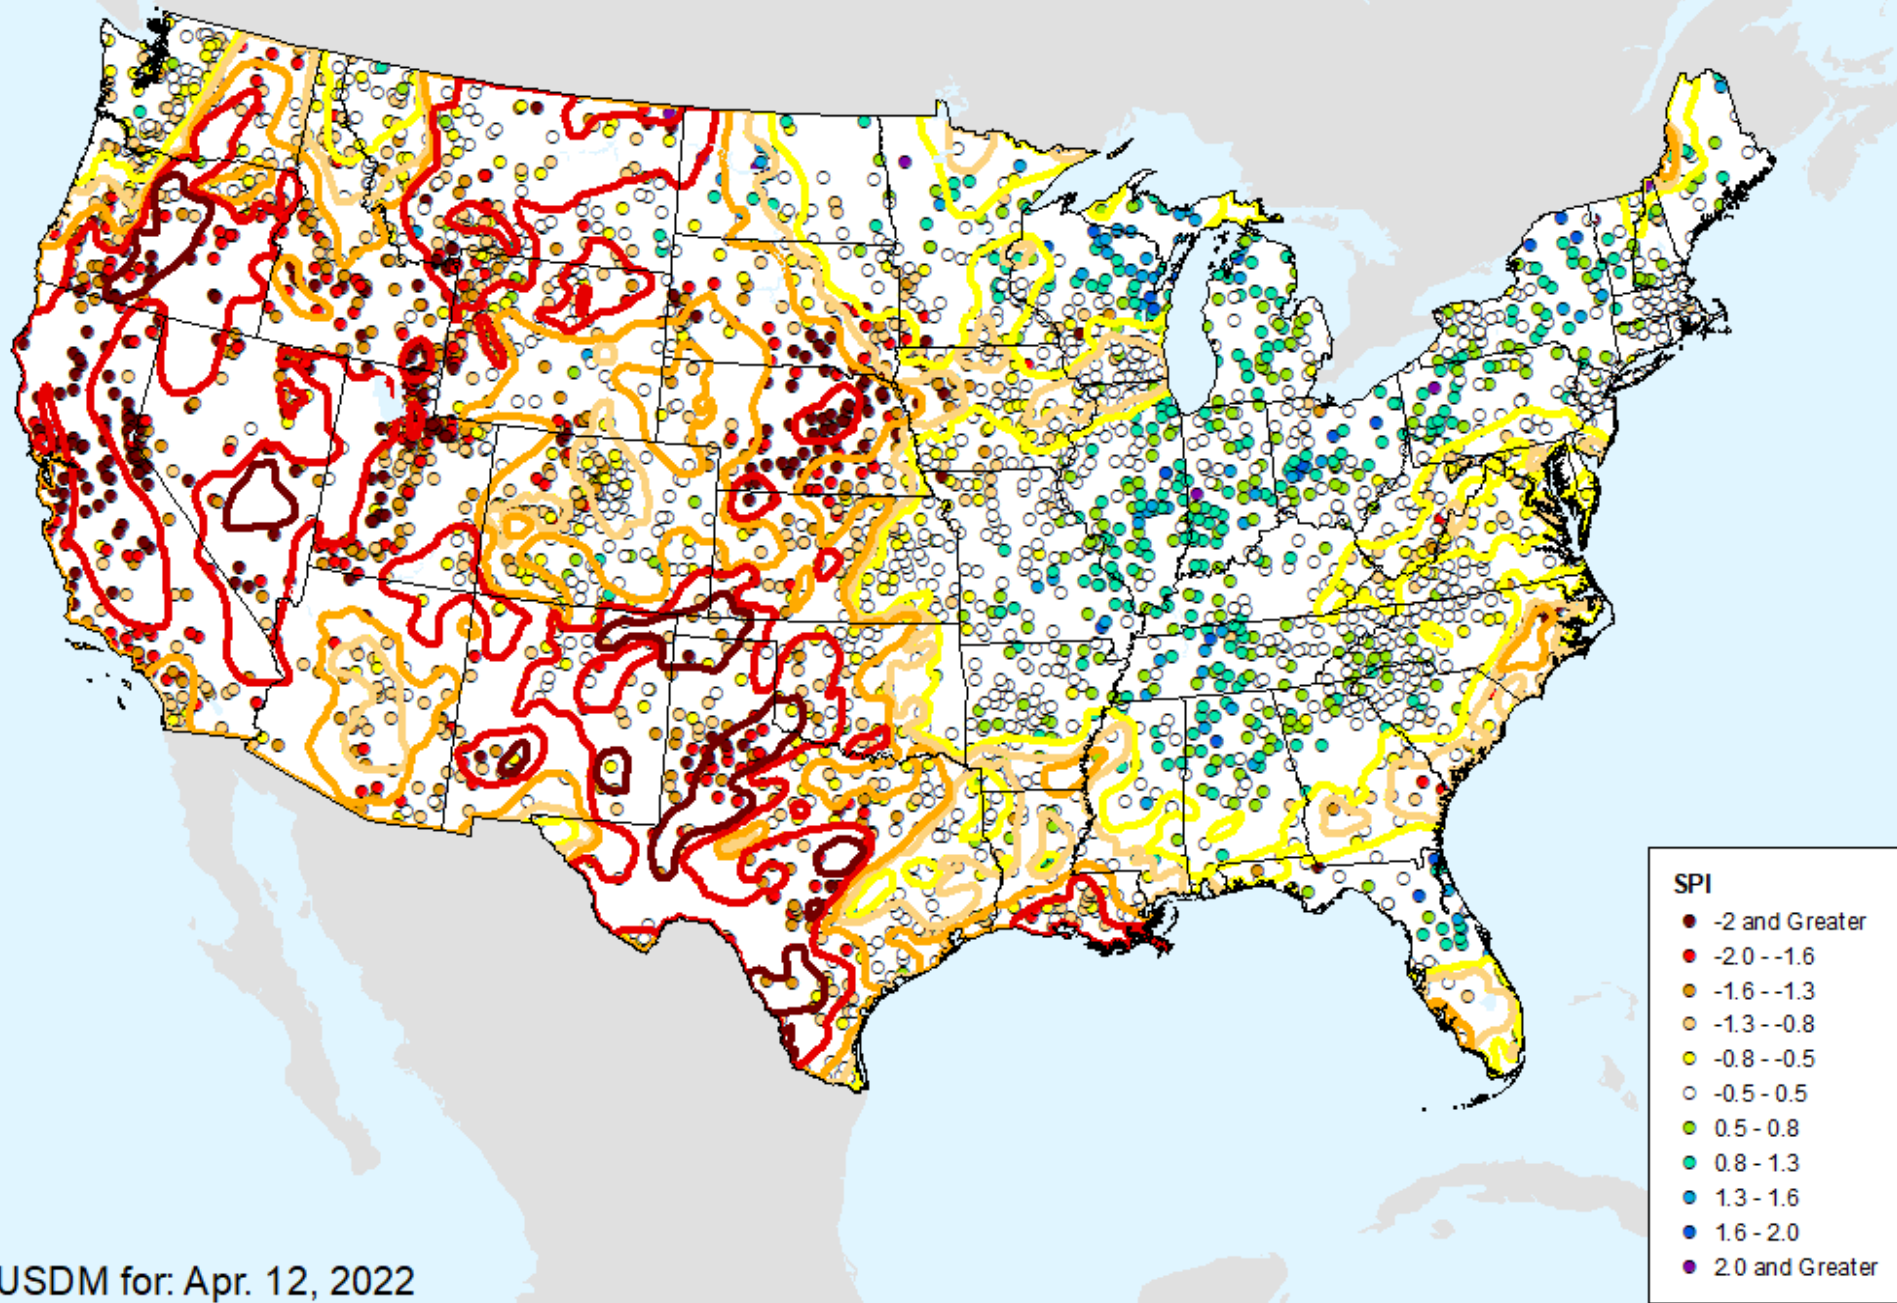 SPI
-2 and Greater
-2.0 - -1.6
-1.6 - -1.3
-1.3 - -0.8
-0.8 - -0.5
-0.5 - 0.5
0.5 - 0.8
0.8 - 1.3
1.3 - 1.6
1.6 - 2.0
2.0 and Greater
USDM for: Apr. 12, 2022